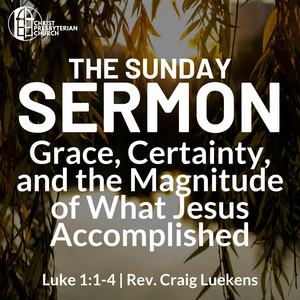 CHRIST
PRESBYTERIAN
CHURCH
THE SUNDAY
SERMON
Grace, Certainty,
and the Magnitude
of What Jesus
Accomplished
Luke 1:1-4 | Rev. Craig Luekens